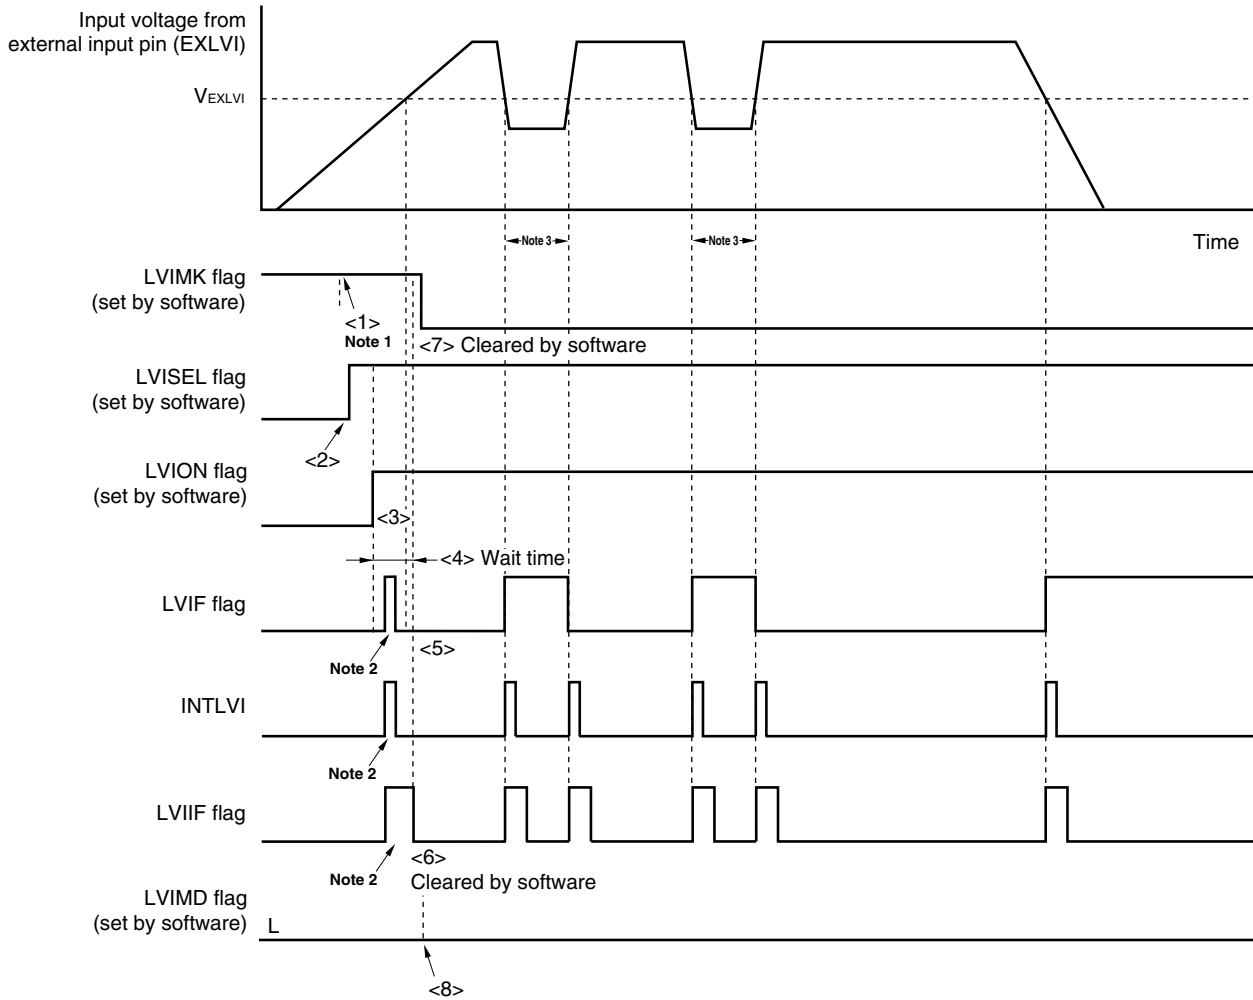 Input voltage from
external input pin (EXLVI)
VEXLVI
Note 3
Note 3
Time
LVIMK flag
(set by software)
<1>
Note 1
<7> Cleared by software
LVISEL flag
(set by software)
<2>
LVION flag
(set by software)
<3>
<4> Wait time
LVIF flag
Note 2
<5>
INTLVI
Note 2
LVIIF flag
Note 2
<6>
Cleared by software
LVIMD flag
(set by software)
L
<8>